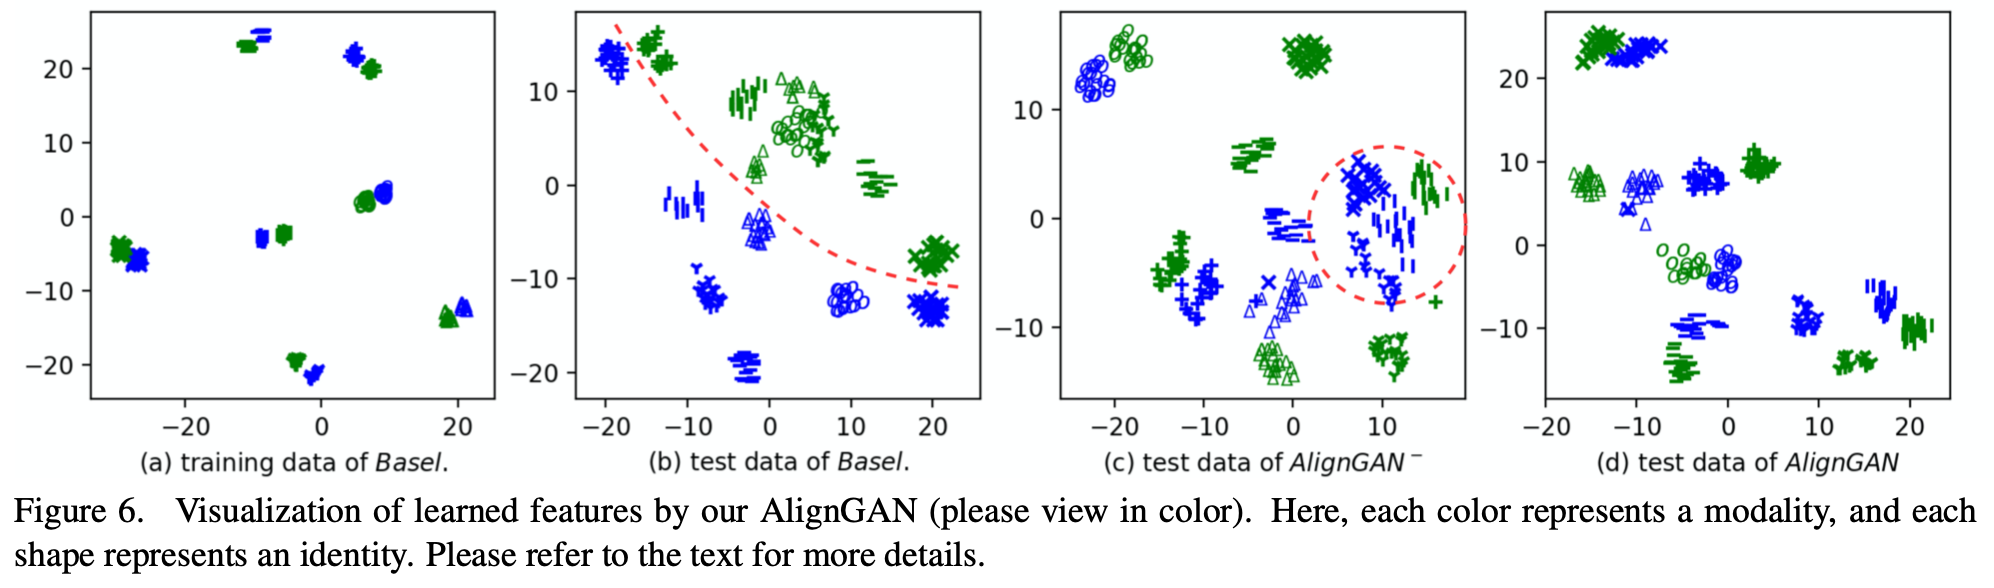 20
10
0
−10
−20
−20 0 20
(a) training data of Basel.
10
0
−10
−20
−20 −10 0 10 20
(b) test data of Basel.
10
0
−10
−20 −10 0 10
(c) test data of AlignGAN⁻
20
10
0
−10
−20 −10 0 10 20
(d) test data of AlignGAN
Figure 6. Visualization of learned features by our AlignGAN (please view in color). Here, each color represents a modality, and each
shape represents an identity. Please refer to the text for more details.